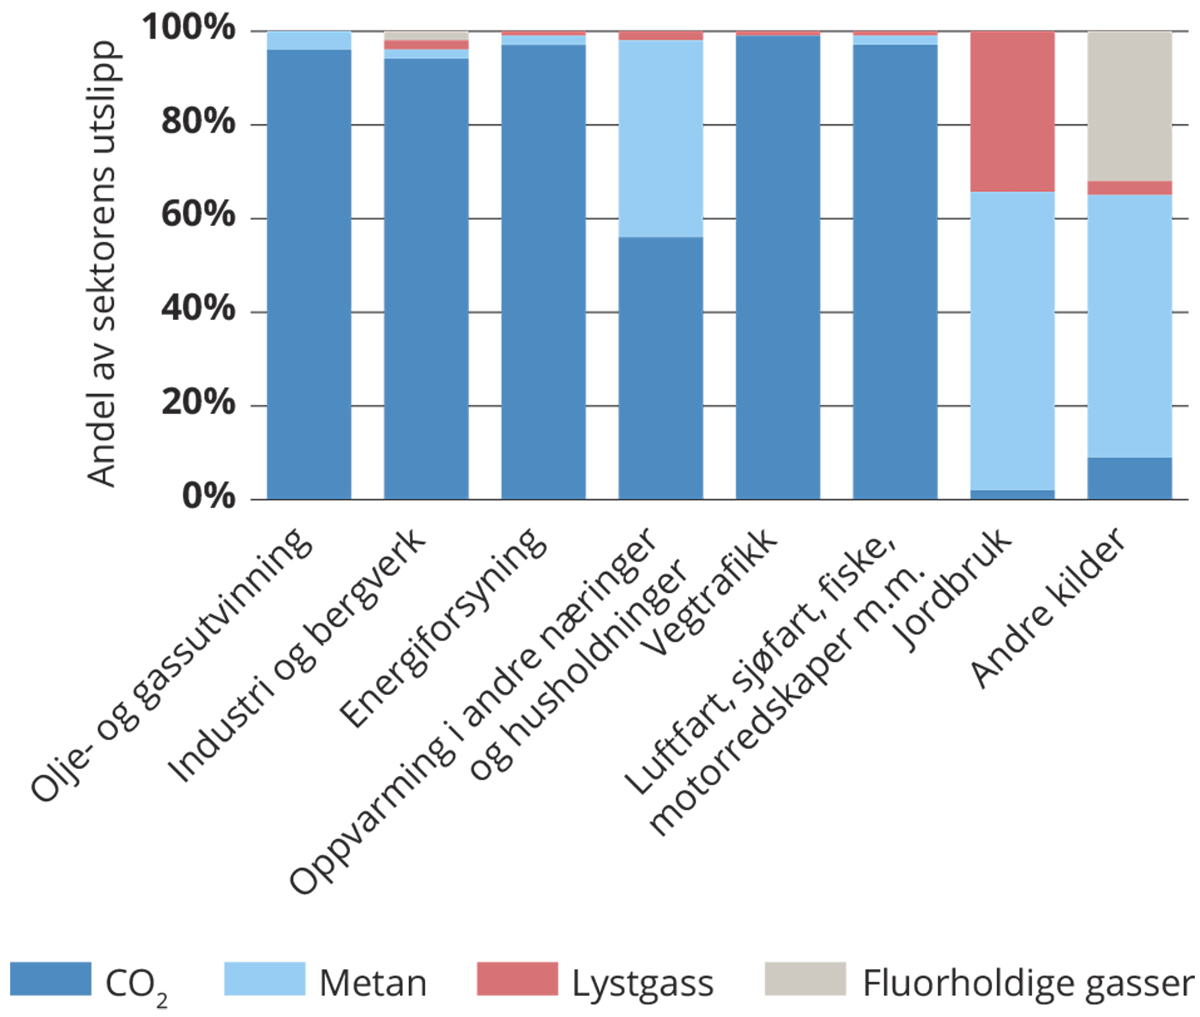 Andel av sektorens utslipp
100%
80%
60%
40%
20%
0%
Olje- og gassutvinning
Industri og bergverk
Energiforsyning
Oppvarming i andre næringer
og husholdninger
Vegtrafikk
Luftfart, sjøfart, fiske,
motorredskaper m.m.
Jordbruk
Andre kilder
CO₂
Metan
Lystgass
Fluorholdige gasser